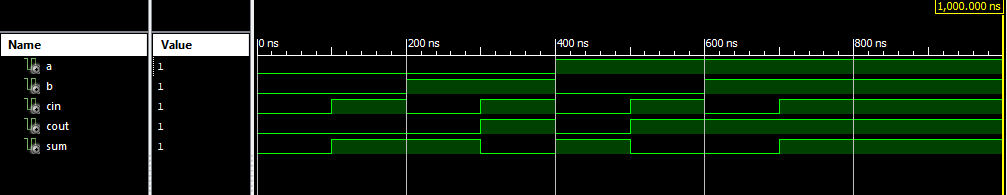 1,000.000 ns
Name Value 0 ns 200 ns 400 ns 600 ns 800 ns
a 1
b 1
cin 1
cout 1
sum 1